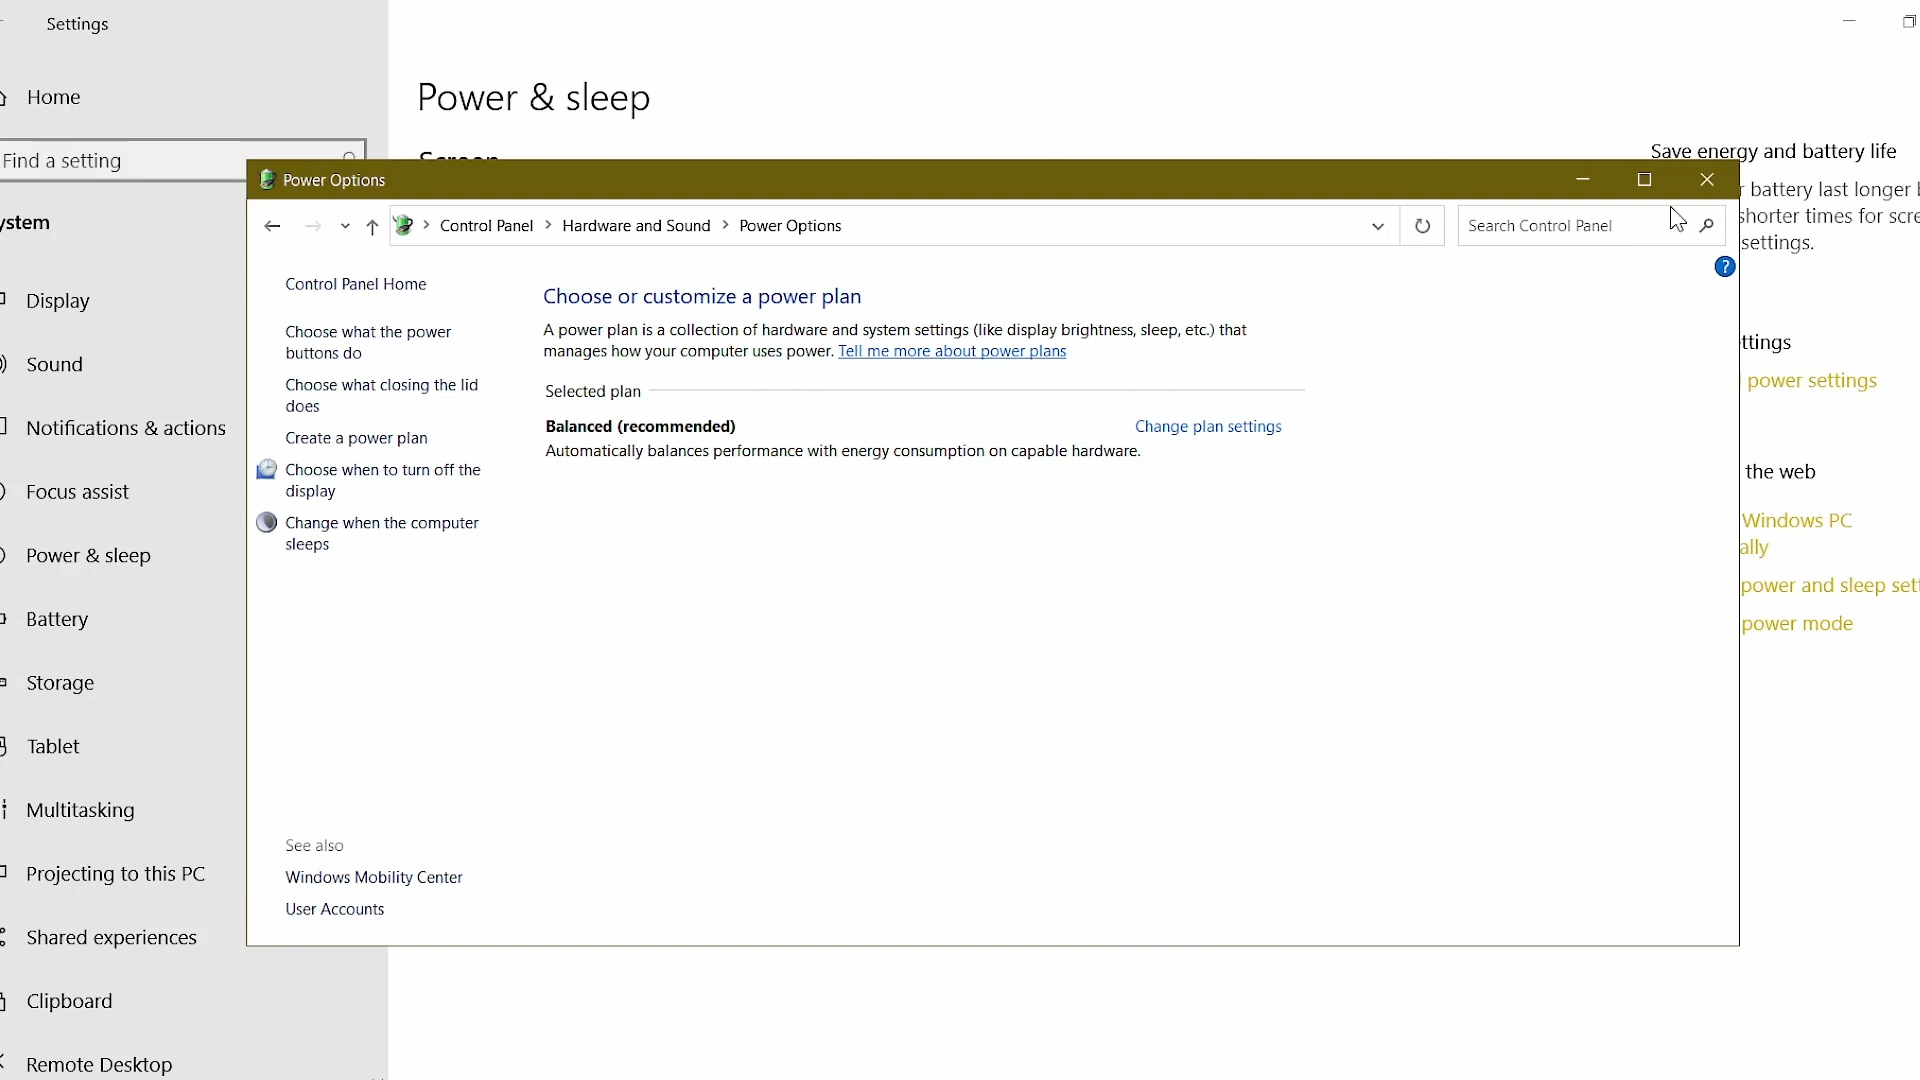 Settings
Home
Find a setting
ystem
Display
Sound
Notifications & actions
Focus assist
Power & sleep
Battery
Storage
Tablet
Multitasking
Projecting to this PC
Shared experiences
Clipboard
Remote Desktop
Power & sleep
Screen
Power Options
Control Panel > Hardware and Sound > Power Options
Search Control Panel
Control Panel Home
Choose what the power
buttons do
Choose what closing the lid
does
Create a power plan
Choose when to turn off the
display
Change when the computer
sleeps
See also
Windows Mobility Center
User Accounts
Choose or customize a power plan
A power plan is a collection of hardware and system settings (like display brightness, sleep, etc.) that
manages how your computer uses power. Tell me more about power plans
Selected plan
Balanced (recommended)
Change plan settings
Automatically balances performance with energy consumption on capable hardware.
?
Save energy and battery life
battery last longer
shorter times for scre
settings.
ttings
power settings
the web
Windows PC
ally
power and sleep sett
power mode